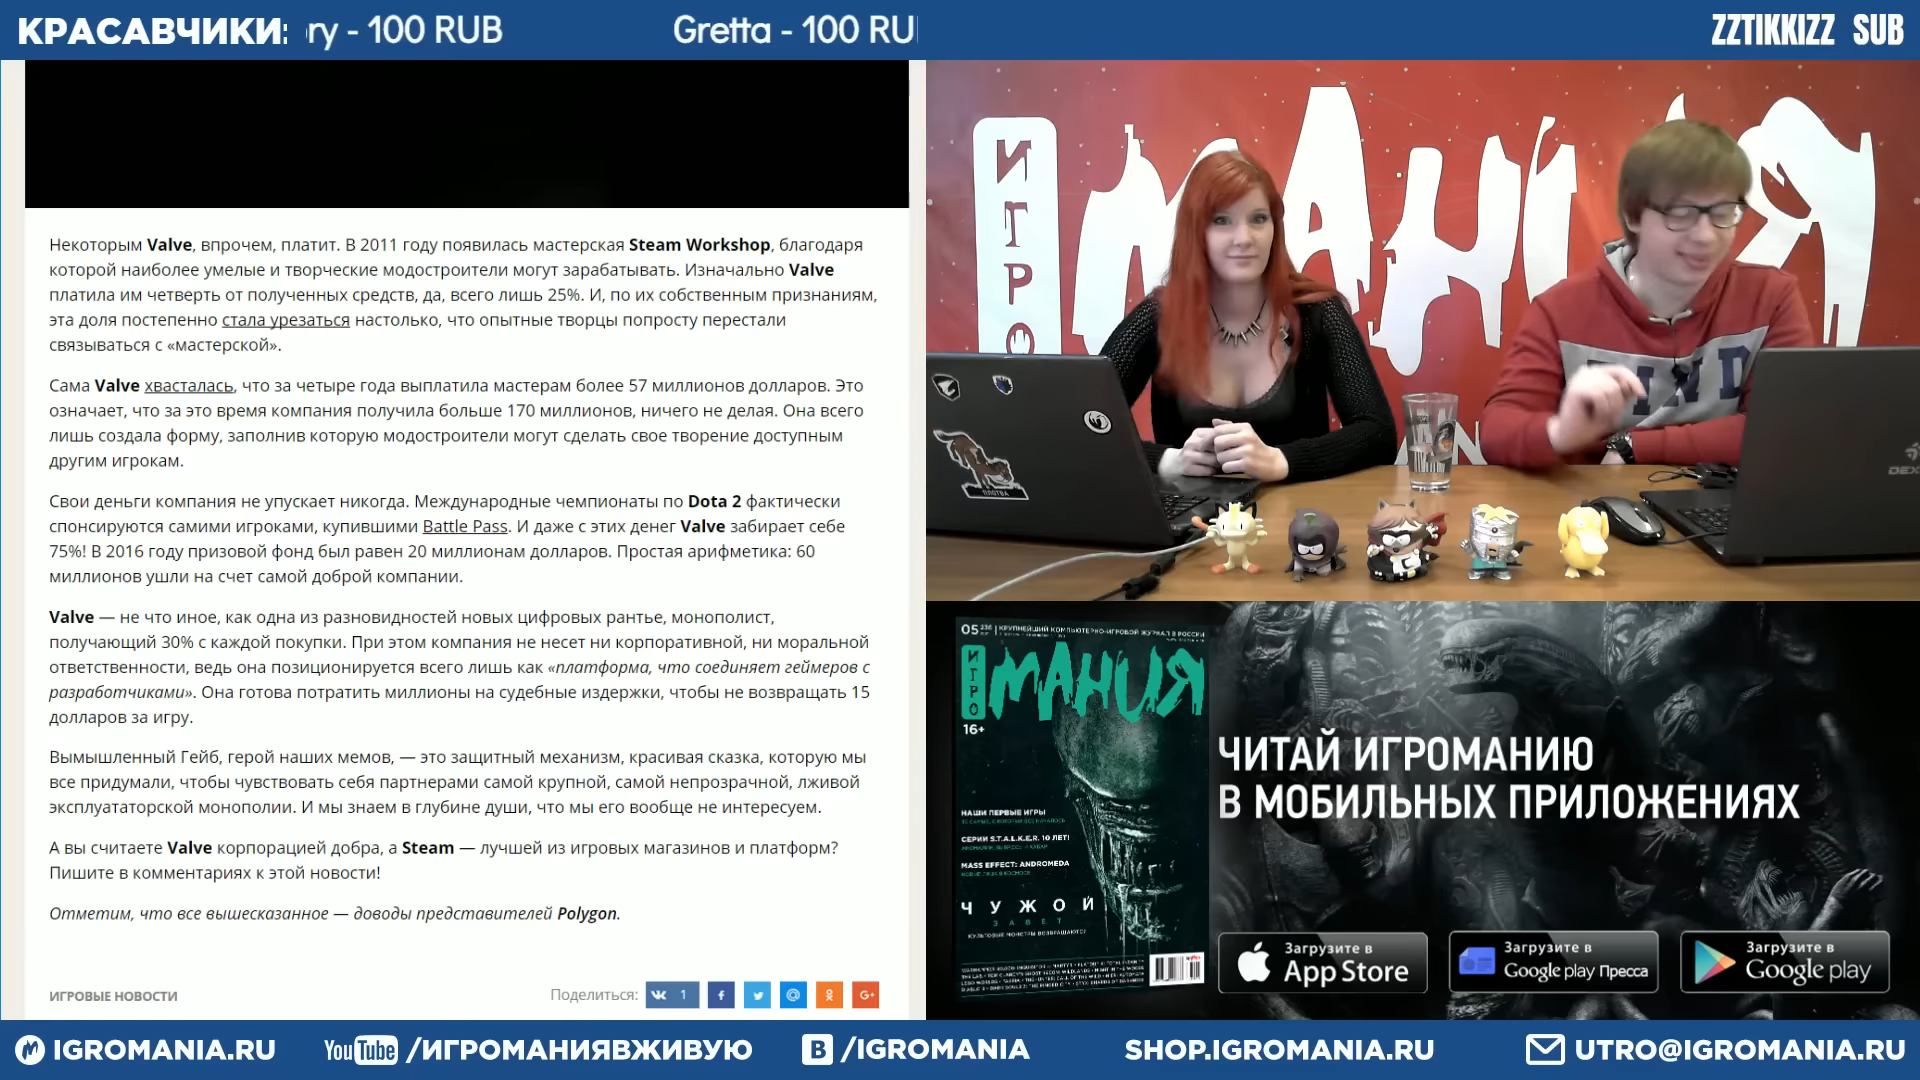 КРАСАВЧИКИ: ry - 100 RUB Gretta - 100 RU
ZZTIKKIZZ SUB
Некоторым Valve, впрочем, платит. В 2011 году появилась мастерская Steam Workshop, благодаря
которой наиболее умелые и творческие модостроители могут зарабатывать. Изначально Valve
платила им четверть от полученных средств, да, всего лишь 25%. И, по их собственным признаниям,
эта доля постепенно стала урезаться настолько, что опытные творцы попросту перестали
связываться с «мастерской».
Сама Valve хвасталась, что за четыре года выплатила мастерам более 57 миллионов долларов. Это
означает, что за это время компания получила больше 170 миллионов, ничего не делая. Она всего
лишь создала форму, заполнив которую модостроители могут сделать свое творение доступным
другим игрокам.
Свои деньги компания не упускает никогда. Международные чемпионаты по Dota 2 фактически
спонсируются самими игроками, купившими Battle Pass. И даже с этих денег Valve забирает себе
75%! В 2016 году призовой фонд был равен 20 миллионам долларов. Простая арифметика: 60
миллионов ушли на счет самой доброй компании.
Valve — не что иное, как одна из разновидностей новых цифровых рантье, монополист,
получающий 30% с каждой покупки. При этом компания не несет ни корпоративной, ни моральной
ответственности, ведь она позиционируется всего лишь как «платформа, что соединяет геймеров с
разработчиками». Она готова потратить миллионы на судебные издержки, чтобы не возвращать 15
долларов за игру.
Вымышленный Гейб, герой наших мемов, — это защитный механизм, красивая сказка, которую мы
все придумали, чтобы чувствовать себя партнерами самой крупной, самой непрозрачной, лживой
эксплуататорской монополии. И мы знаем в глубине души, что мы его вообще не интересуем.
А вы считаете Valve корпорацией добра, а Steam — лучшей из игровых магазинов и платформ?
Пишите в комментариях к этой новости!
Отметим, что все вышесказанное — доводы представителей Polygon.
ИГРОВЫЕ НОВОСТИ
Поделиться: 1
ИГРО
МАНИЯ
ПЛОТВА
IND
05 236 КРУПНЕЙШИЙ КОМПЬЮТЕРНО-ИГРОВОЙ ЖУРНАЛ В РОССИИ
ИГРО
МАНИЯ
16+
НАШИ ПЕРВЫЕ ИГРЫ
СЕРИИ S.T.A.L.K.E.R. 10 ЛЕТ!
MASS EFFECT: ANDROMEDA
ЧУЖОЙ
ЗАВЕТ
КУЛЬТОВЫЕ МОНСТРЫ ВОЗВРАЩАЮТСЯ
ЧИТАЙ ИГРОМАНИЮ
В МОБИЛЬНЫХ ПРИЛОЖЕНИЯХ
Загрузите в
App Store
Загрузите в
Google play Пресса
Загрузите в
Google play
IGROMANIA.RU
YouTube /ИГРОМАНИЯВЖИВУЮ
B /IGROMANIA
SHOP.IGROMANIA.RU
UTRO@IGROMANIA.RU